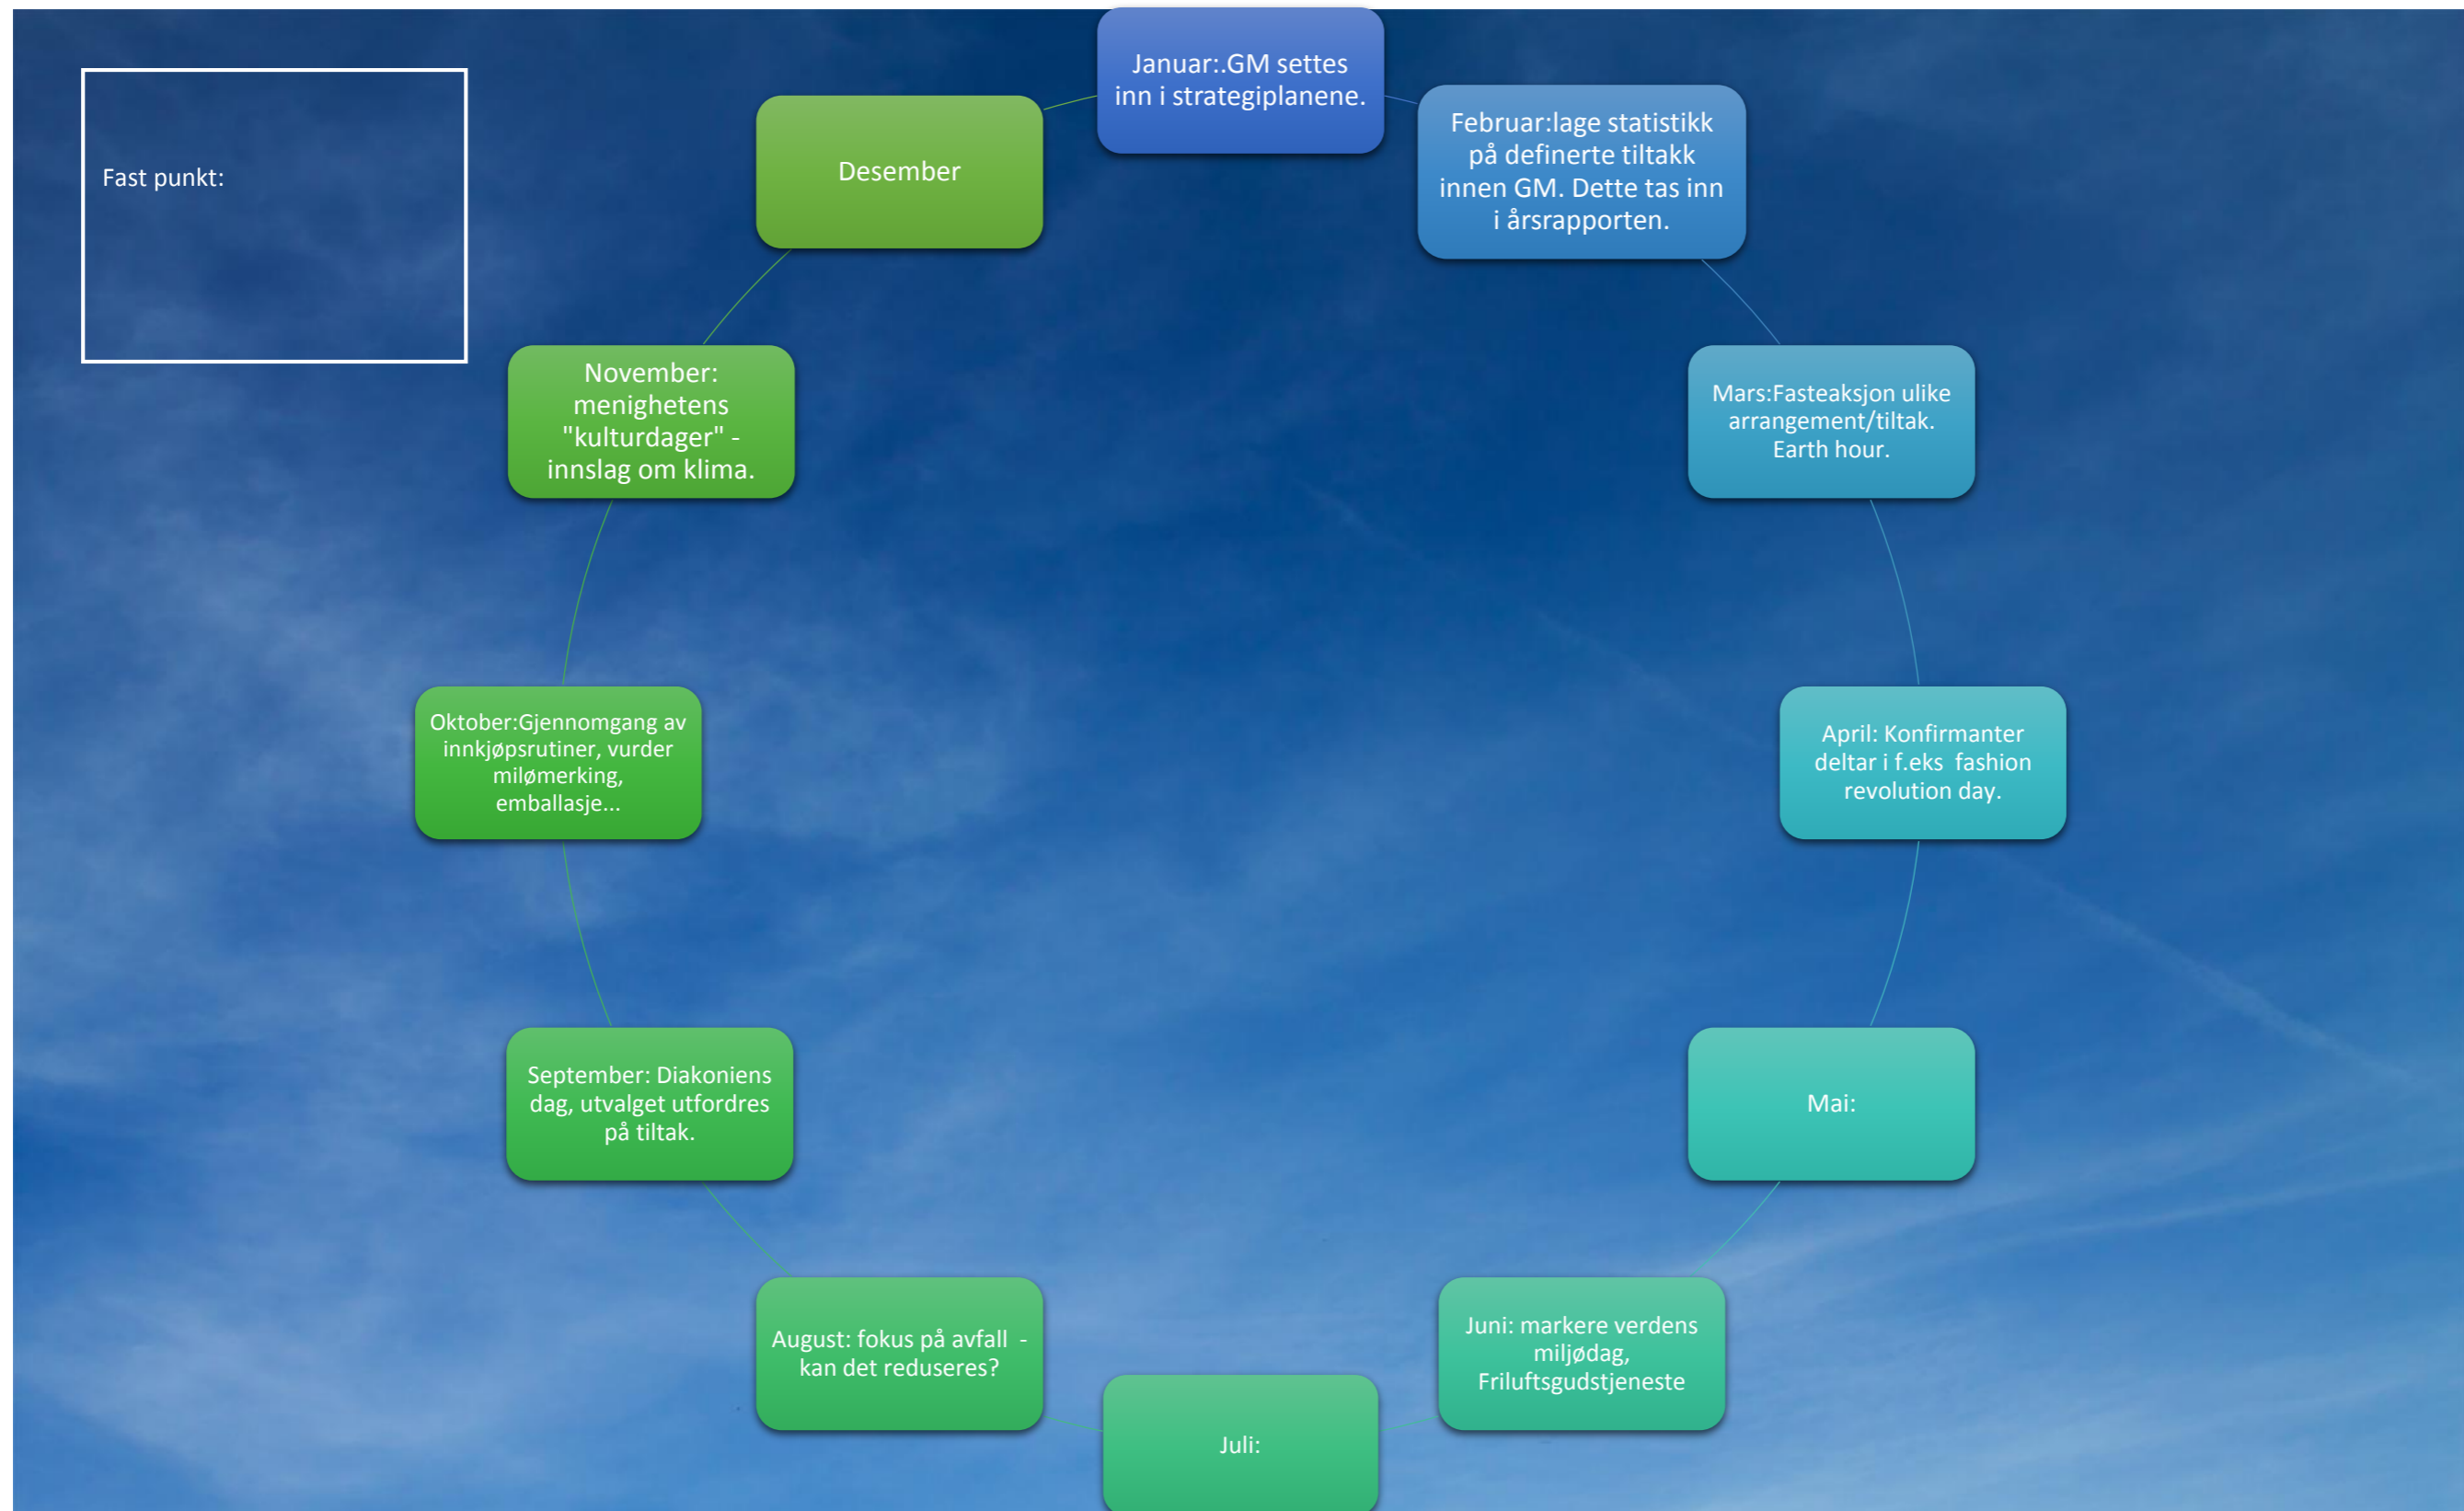 Fast punkt:
Januar:.GM settes
inn i strategiplanene.
Februar:lage statistikk
på definerte tiltakk
innen GM. Dette tas inn
i årsrapporten.
Mars:Fasteaksjon ulike
arrangement/tiltak.
Earth hour.
April: Konfirmanter
deltar i f.eks  fashion
revolution day.
Mai:
Juni: markere verdens
miljødag,
Friluftsgudstjeneste
Juli:
August: fokus på avfall  -
kan det reduseres?
September: Diakoniens
dag, utvalget utfordres
på tiltak.
Oktober:Gjennomgang av
innkjøpsrutiner, vurder
milømerking,
emballasje...
November:
menighetens
"kulturdager" -
innslag om klima.
Desember